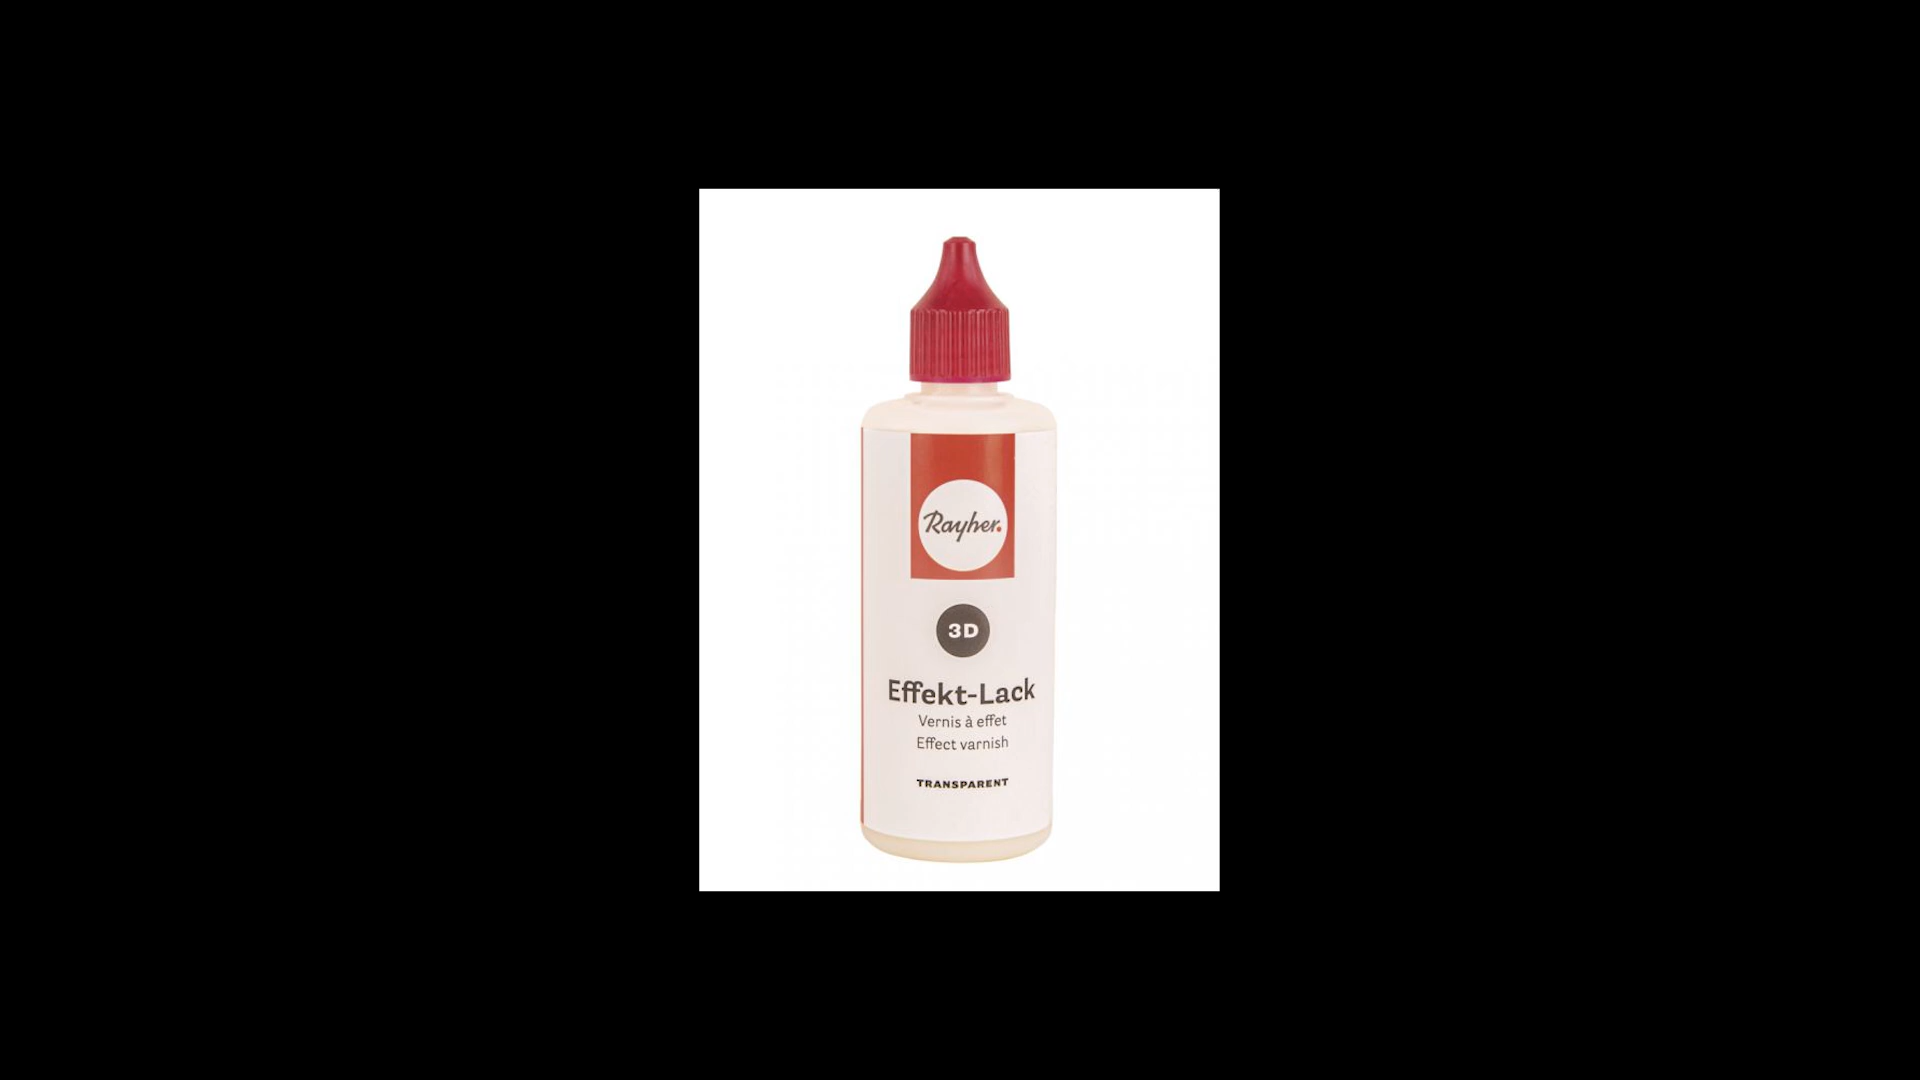 Rayher.
3D
Effekt-Lack
Vernis à effet
Effect varnish
TRANSPARENT